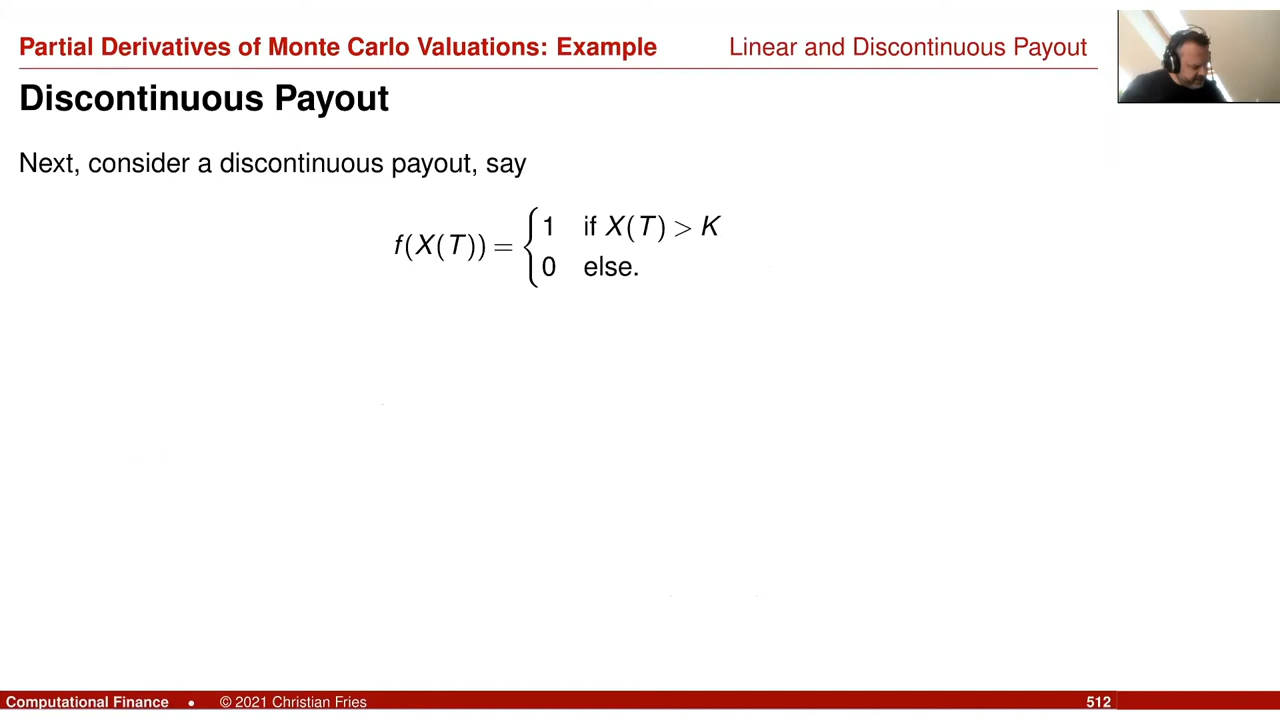 Partial Derivatives of Monte Carlo Valuations: Example Linear and Discontinuous Payout
Discontinuous Payout
Next, consider a discontinuous payout, say
f(X(T)) = { 1 if X(T) > K
0 else.
Computational Finance • © 2021 Christian Fries 512